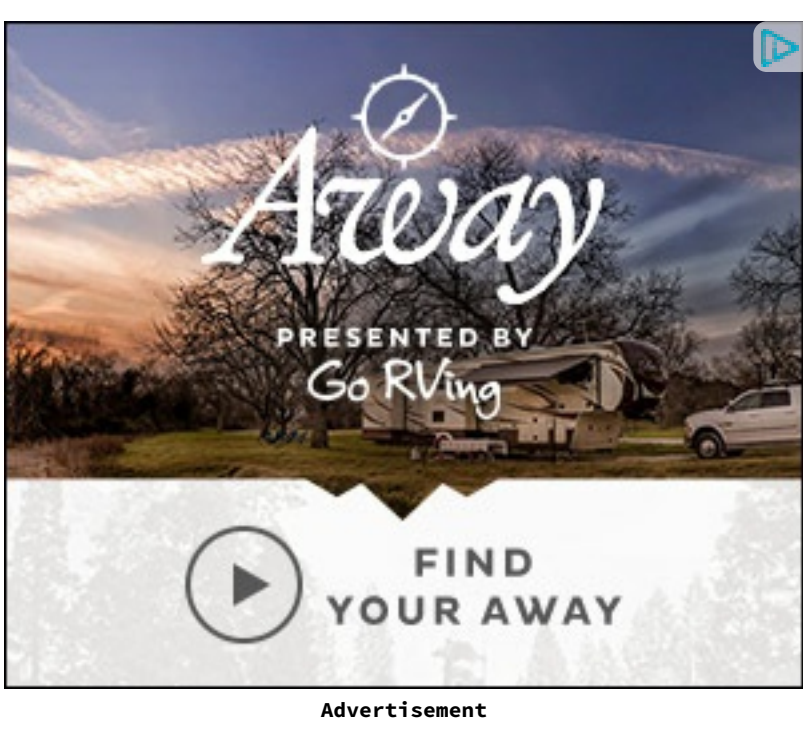 Away
PRESENTED BY
Go RVing
FIND
YOUR AWAY
Advertisement